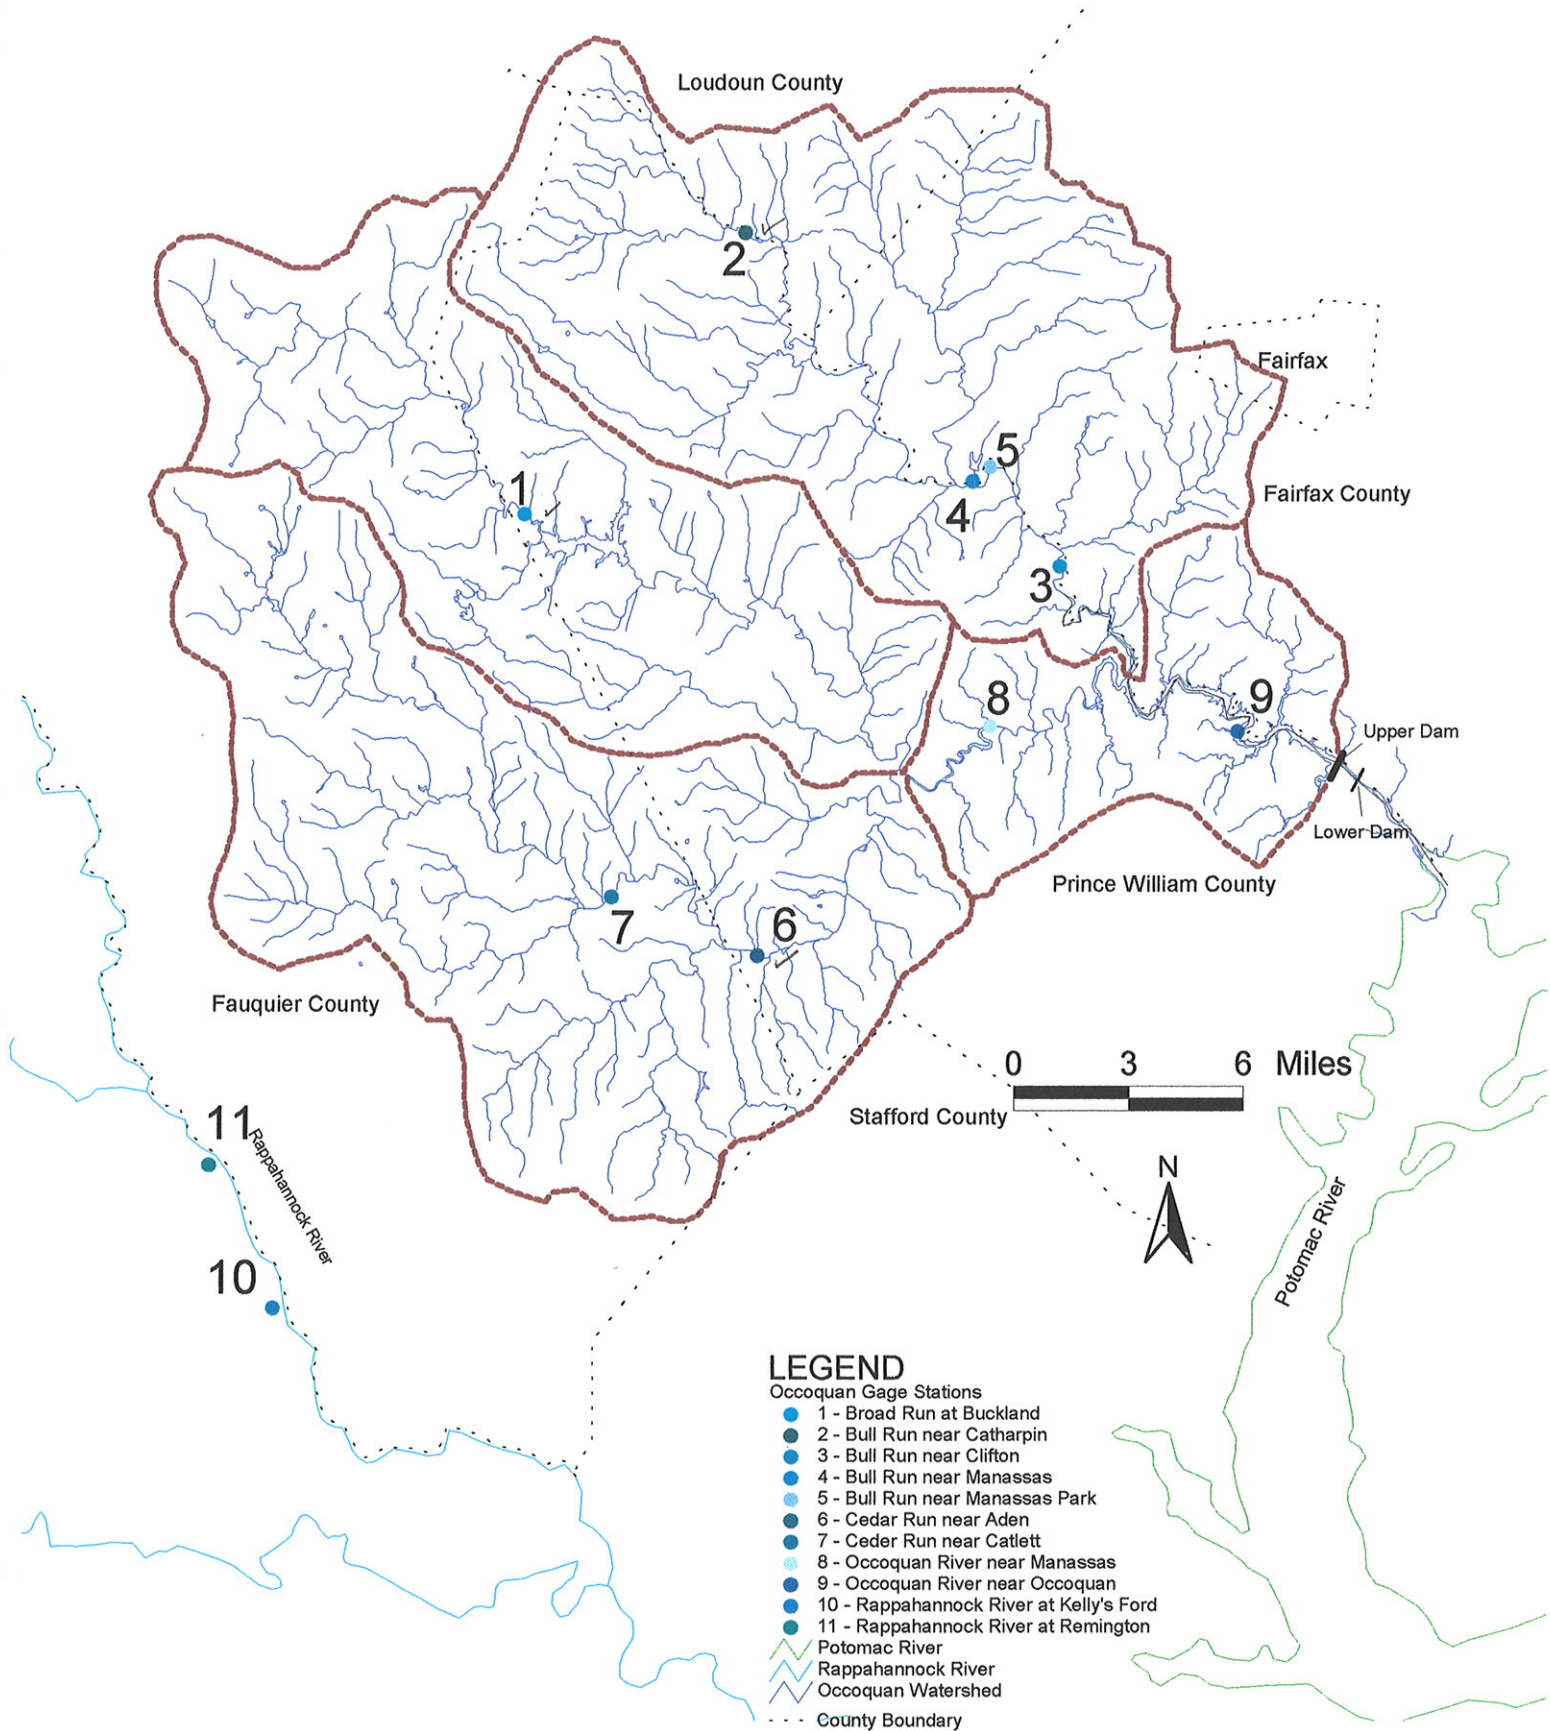 Loudoun County
2
Fairfax
5
1
Fairfax County
4
3
8
9
Upper Dam
Lower Dam
Prince William County
6
7
Fauquier County
0 3 6 Miles
Stafford County
11
Rappahannock River
N
Potomac River
10
LEGEND
Occoquan Gage Stations
1 - Broad Run at Buckland
2 - Bull Run near Catharpin
3 - Bull Run near Clifton
4 - Bull Run near Manassas
5 - Bull Run near Manassas Park
6 - Cedar Run near Aden
7 - Ceder Run near Catlett
8 - Occoquan River near Manassas
9 - Occoquan River near Occoquan
10 - Rappahannock River at Kelly's Ford
11 - Rappahannock River at Remington
Potomac River
Rappahannock River
Occoquan Watershed
County Boundary